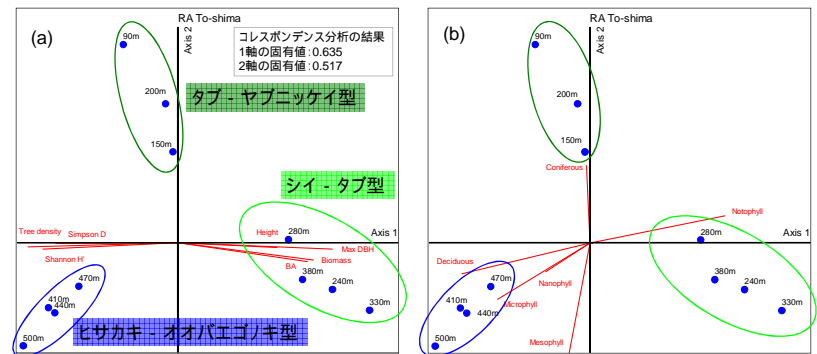 RA To-shima
(a)
Axis 2
90m
コレスポンデンス分析の結果
1軸の固有値:0.635
2軸の固有値:0.517
200m
タブ - ヤブニッケイ型
150m
シイ - タブ型
Tree density
Simpson D
Height
280m
Axis 1
Max DBH
Shannon H'
Biomass
BA
380m
240m
470m
330m
410m
440m
ヒサカキ - オオバエゴノキ型
500m
RA To-shima
(b)
Axis 2
90m
200m
150m
Coniferous
Notophyll
280m
Axis 1
Deciduous
Nanophyll
470m
380m
240m
Microphyll
410m
440m
330m
500m
Mesophyll